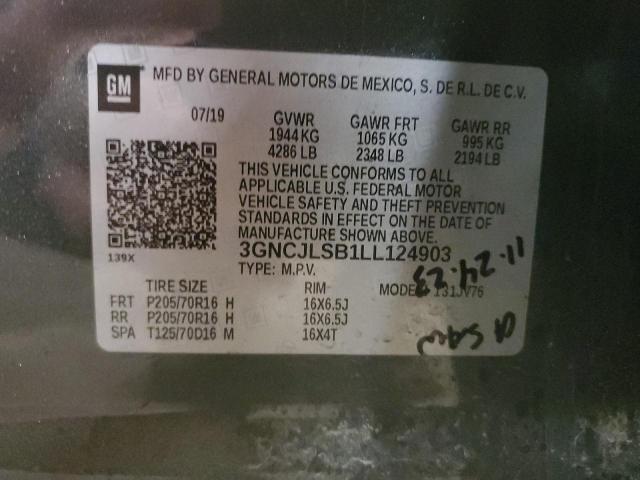 GM
MFD BY GENERAL MOTORS DE MEXICO, S. DE R.L. DE C.V.
07/19 GVWR GAWR FRT GAWR RR
1944 KG 1065 KG 995 KG
4286 LB 2348 LB 2194 LB
THIS VEHICLE CONFORMS TO ALL
APPLICABLE U.S. FEDERAL MOTOR
VEHICLE SAFETY AND THEFT PREVENTION
STANDARDS IN EFFECT ON THE DATE OF
MANUFACTURE SHOWN ABOVE.
139X
3GNCJLSB1LL124903
11-24-23
TYPE: M.P.V.
TIRE SIZE RIM MODEL: 131JV76
FRT P205/70R16 H 16X6.5J
RR P205/70R16 H 16X6.5J
SPA T125/70D16 M 16X4T